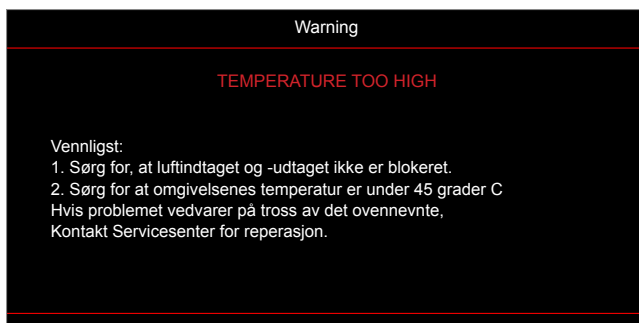 Warning
TEMPERATURE TOO HIGH
Vennligst:
1. Sørg for, at luftindtaget og -udtaget ikke er blokeret.
2. Sørg for at omgivelsenes temperatur er under 45 grader C
Hvis problemet vedvarer på tross av det ovennevnte,
Kontakt Servicesenter for reperasjon.